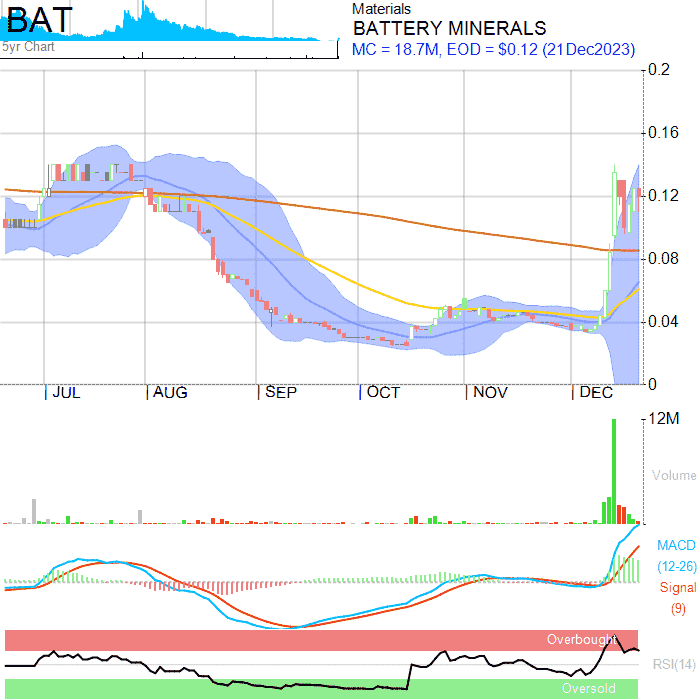 BAT
5yr Chart
Materials
BATTERY MINERALS
MC = 18.7M, EOD = $0.12 (21Dec2023)
0.2
0.16
0.12
0.08
0.04
0
JUL AUG SEP OCT NOV DEC
12M
Volume
MACD
(12-26)
Signal
(9)
Overbought
RSI(14)
Oversold